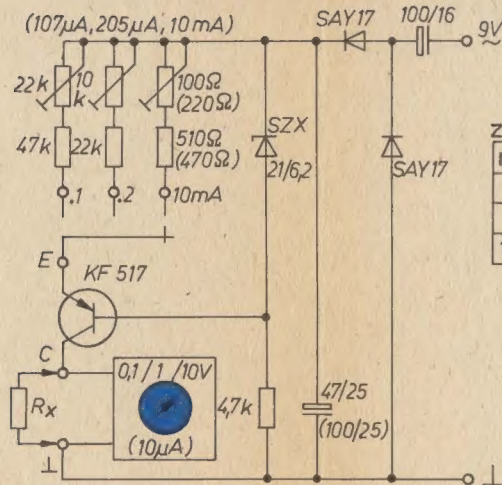 (107µA, 205µA, 10mA)
SAY17
100/16
9V
~
22k
10k
100Ω
(220Ω)
47k
22k
510Ω
(470Ω)
SZX
21/6,2
SAY17
.1
.2
10mA
E
KF 517
C
Rx
0,1/1/10V
(10µA)
4,7k
47/25
(100/25)
⊥
⊥